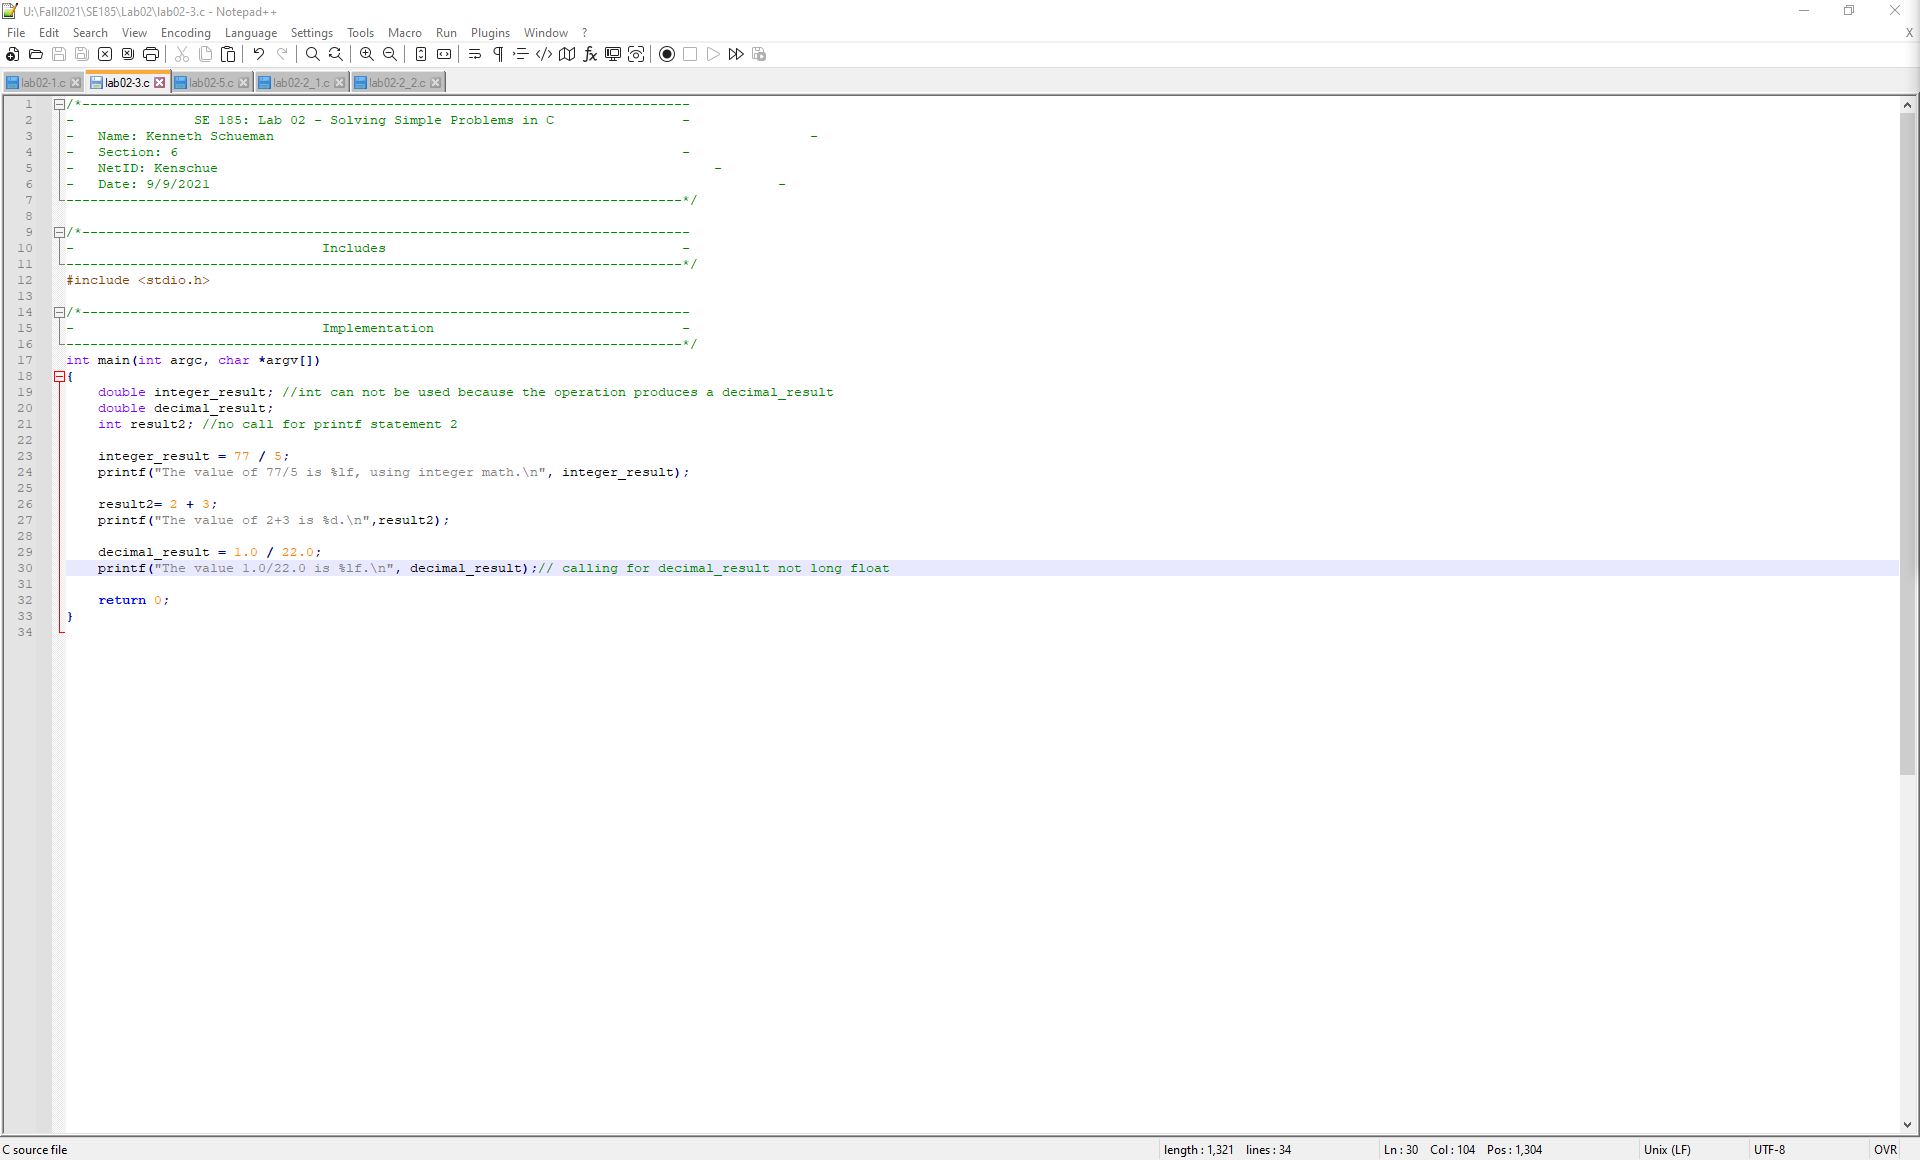 U:\Fall2021\SE185\Lab02\lab02-3.c - Notepad++
File Edit Search View Encoding Language Settings Tools Macro Run Plugins Window ? X
lab02-1.c lab02-3.c lab02-5.c lab02-2_1.c lab02-2_2.c
1 /*----------------------------------------------------------------------------
2 - SE 185: Lab 02 - Solving Simple Problems in C -
3 - Name: Kenneth Schueman -
4 - Section: 6 -
5 - NetID: Kenschue -
6 - Date: 9/9/2021 -
7 -----------------------------------------------------------------------------*/
8
9 /*----------------------------------------------------------------------------
10 - Includes -
11 -----------------------------------------------------------------------------*/
12 #include <stdio.h>
13
14 /*----------------------------------------------------------------------------
15 - Implementation -
16 -----------------------------------------------------------------------------*/
17 int main(int argc, char *argv[])
18 {
19 double integer_result; //int can not be used because the operation produces a decimal_result
20 double decimal_result;
21 int result2; //no call for printf statement 2
22
23 integer_result = 77 / 5;
24 printf("The value of 77/5 is %lf, using integer math.\n", integer_result);
25
26 result2= 2 + 3;
27 printf("The value of 2+3 is %d.\n",result2);
28
29 decimal_result = 1.0 / 22.0;
30 printf("The value 1.0/22.0 is %lf.\n", decimal_result);// calling for decimal_result not long float
31
32 return 0;
33 }
34
C source file length : 1,321 lines : 34 Ln : 30 Col : 104 Pos : 1,304 Unix (LF) UTF-8 OVR